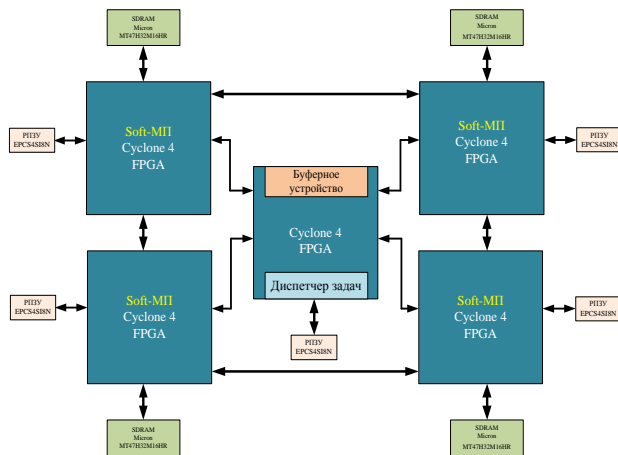 SDRAM
Micron
MT47H32M16HR
SDRAM
Micron
MT47H32M16HR
РПЗУ
EPCS4SI8N
Soft-МП
Cyclone 4
FPGA
Soft-МП
Cyclone 4
FPGA
РПЗУ
EPCS4SI8N
Буферное
устройство
Cyclone 4
FPGA
Диспетчер задач
РПЗУ
EPCS4SI8N
РПЗУ
EPCS4SI8N
Soft-МП
Cyclone 4
FPGA
Soft-МП
Cyclone 4
FPGA
РПЗУ
EPCS4SI8N
SDRAM
Micron
MT47H32M16HR
SDRAM
Micron
MT47H32M16HR